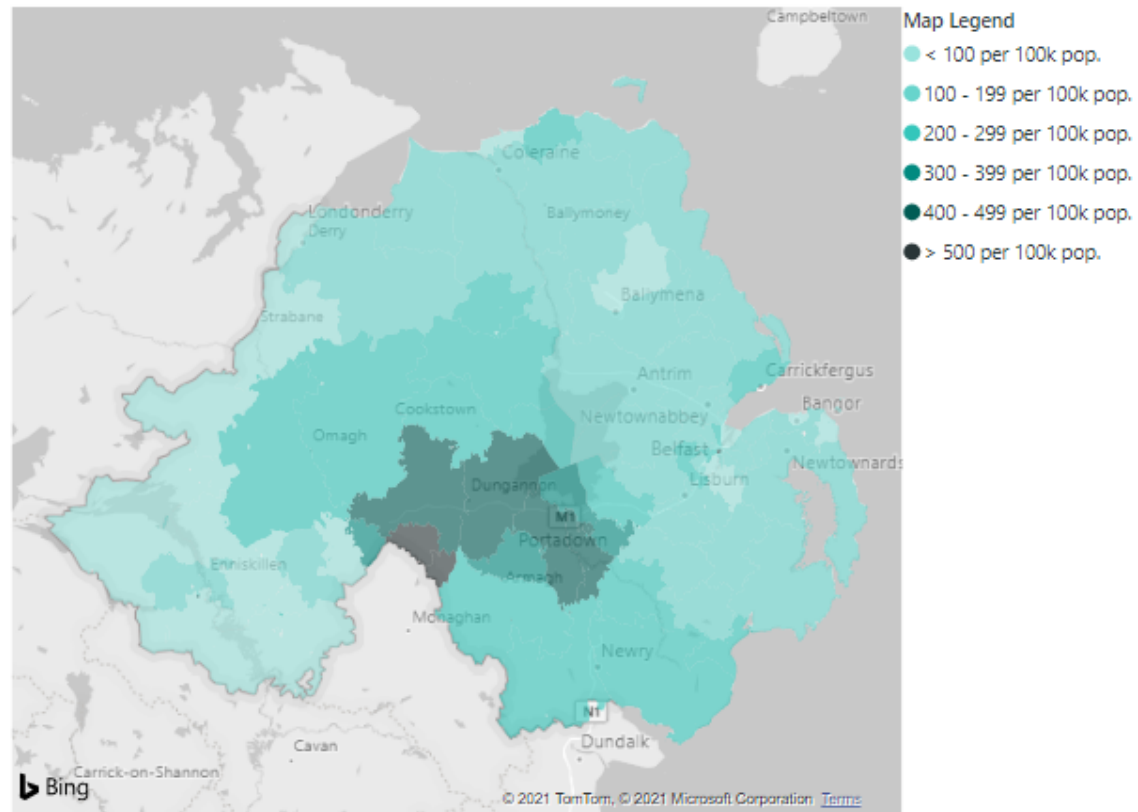 Campbeltown
Map Legend
< 100 per 100k pop.
100 - 199 per 100k pop.
200 - 299 per 100k pop.
300 - 399 per 100k pop.
400 - 499 per 100k pop.
> 500 per 100k pop.
Coleraine
Londonderry
Derry
Ballymoney
Ballymena
Strabane
Carrickfergus
Antrim
Bangor
Cookstown
Newtownabbey
Omagh
Belfast
Newtownards
Lisburn
Dungannon
M1
Portadown
Enniskillen
Armagh
Monaghan
Newry
N1
Dundalk
Cavan
Carrick-on-Shannon
Bing
© 2021 TomTom, © 2021 Microsoft Corporation Terms